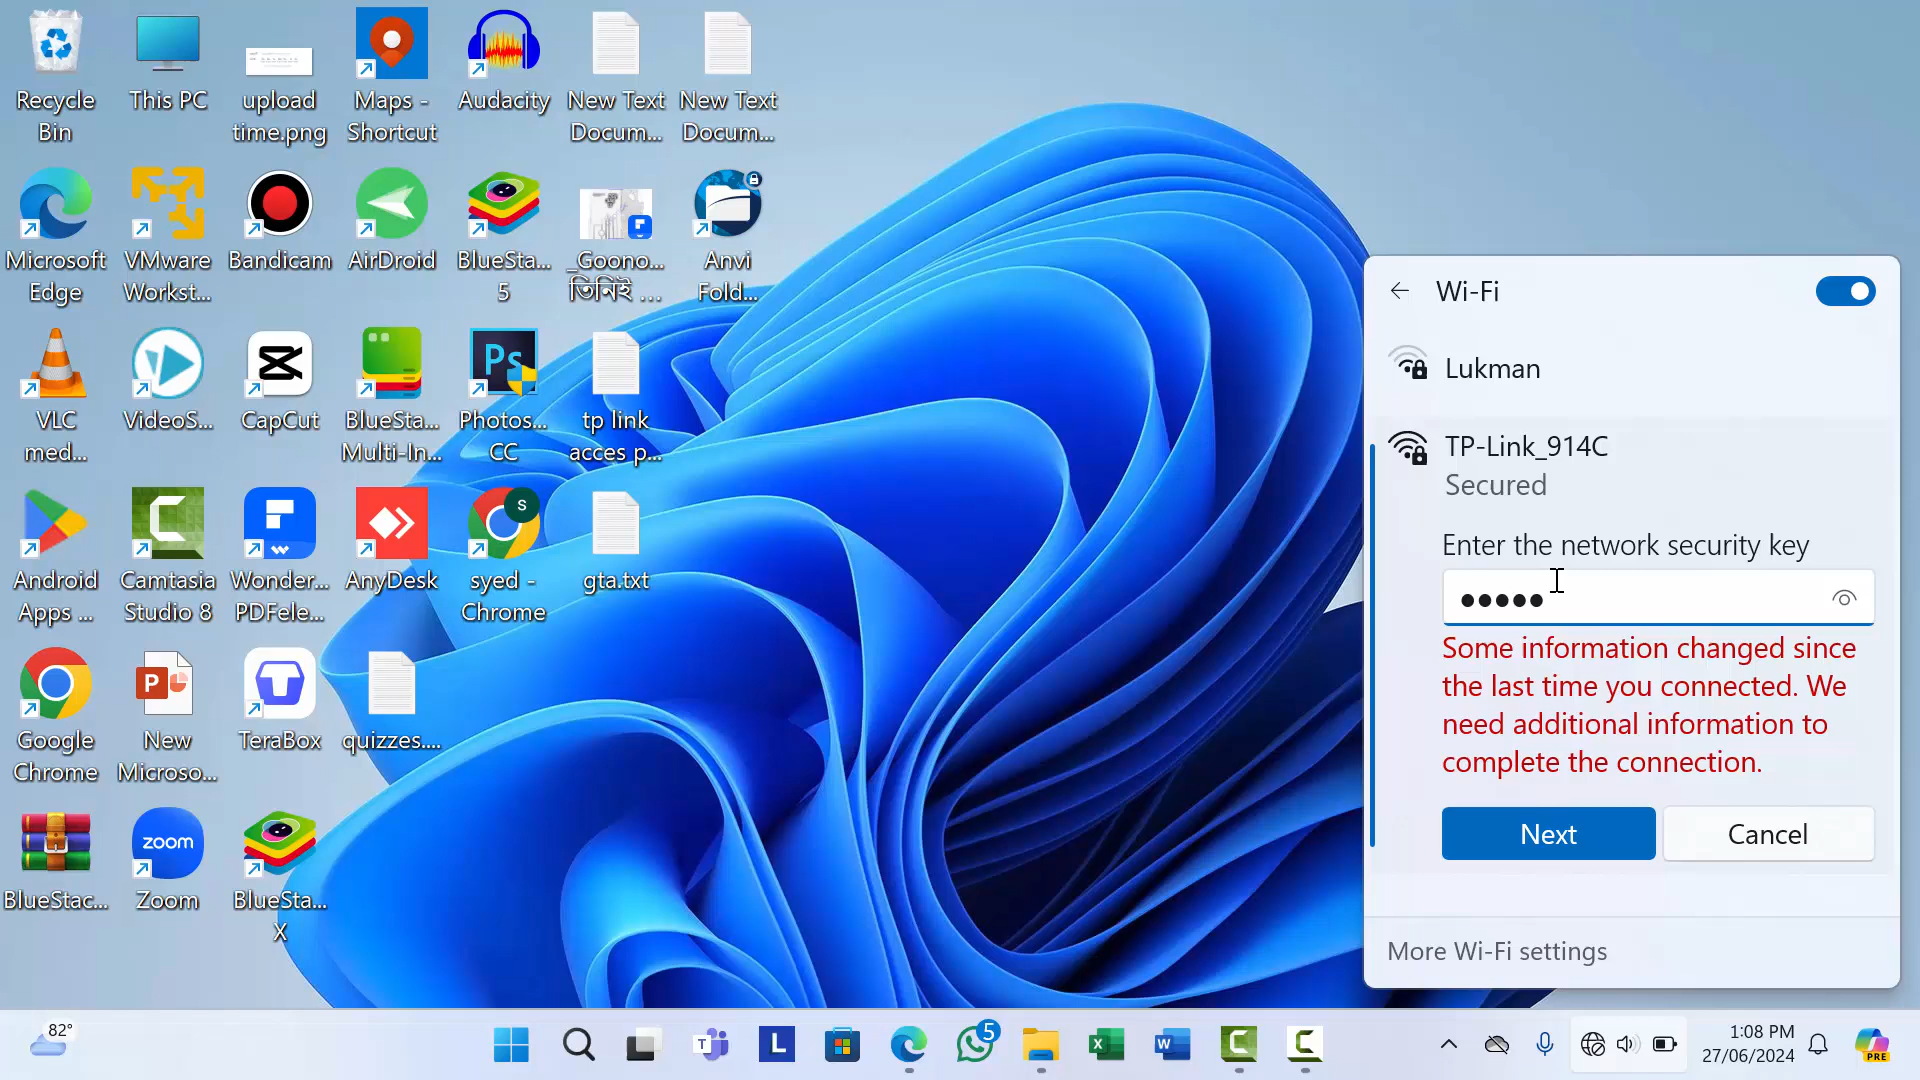 Recycle
Bin
This PC
upload
time.png
Maps -
Shortcut
Audacity
New Text
Docum...
New Text
Docum...
Microsoft
Edge
VMware
Workst...
Bandicam
AirDroid
BlueSta...
5
_Goono...
তিনিই ...
Anvi
Fold...
VLC
med...
VideoS...
CapCut
BlueSta...
Multi-In...
Ps
Photos...
CC
tp link
acces p...
Android
Apps ...
Camtasia
Studio 8
Wonder...
PDFele...
AnyDesk
S
syed -
Chrome
gta.txt
Google
Chrome
P
New
Microso...
TeraBox
quizzes....
BlueStac...
zoom
Zoom
BlueSta...
X
Wi-Fi
Lukman
TP-Link_914C
Secured
Enter the network security key
●●●●●
Some information changed since
the last time you connected. We
need additional information to
complete the connection.
Next
Cancel
More Wi-Fi settings
82°
T
L
5
X
W
1:08 PM
27/06/2024
PRE